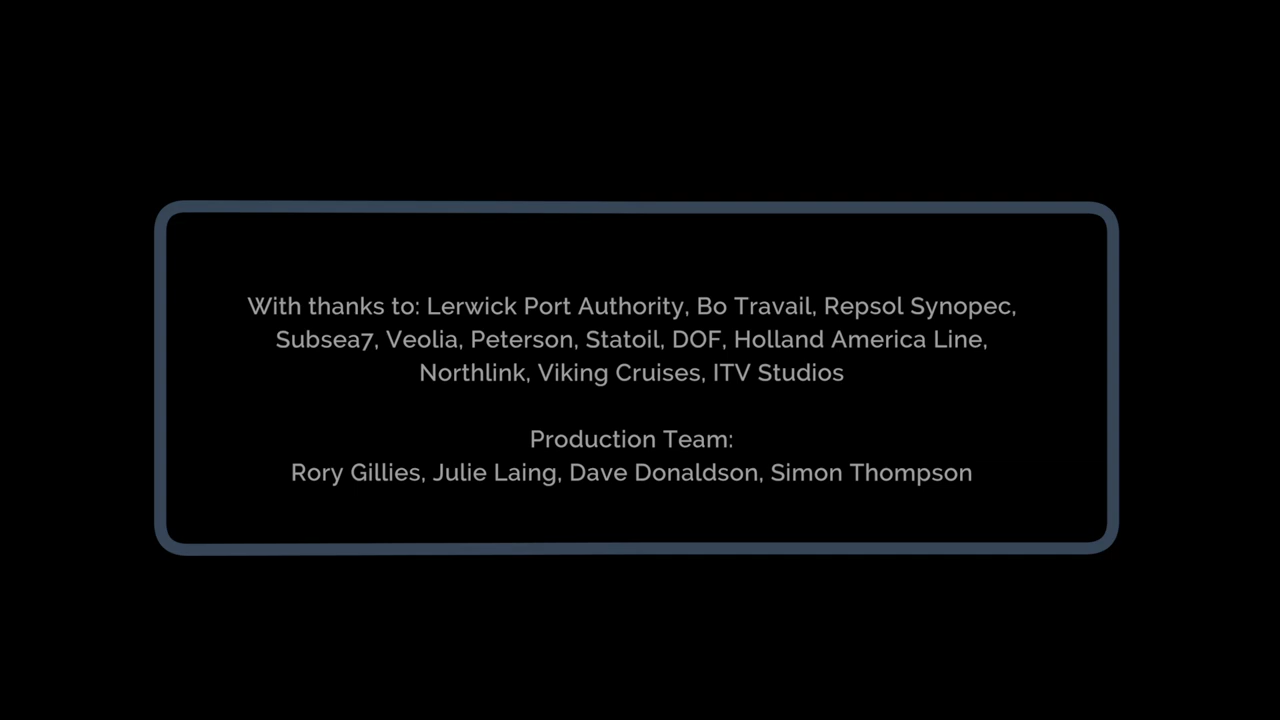 With thanks to: Lerwick Port Authority, Bo Travail, Repsol Synopec,
Subsea7, Veolia, Peterson, Statoil, DOF, Holland America Line,
Northlink, Viking Cruises, ITV Studios
Production Team:
Rory Gillies, Julie Laing, Dave Donaldson, Simon Thompson